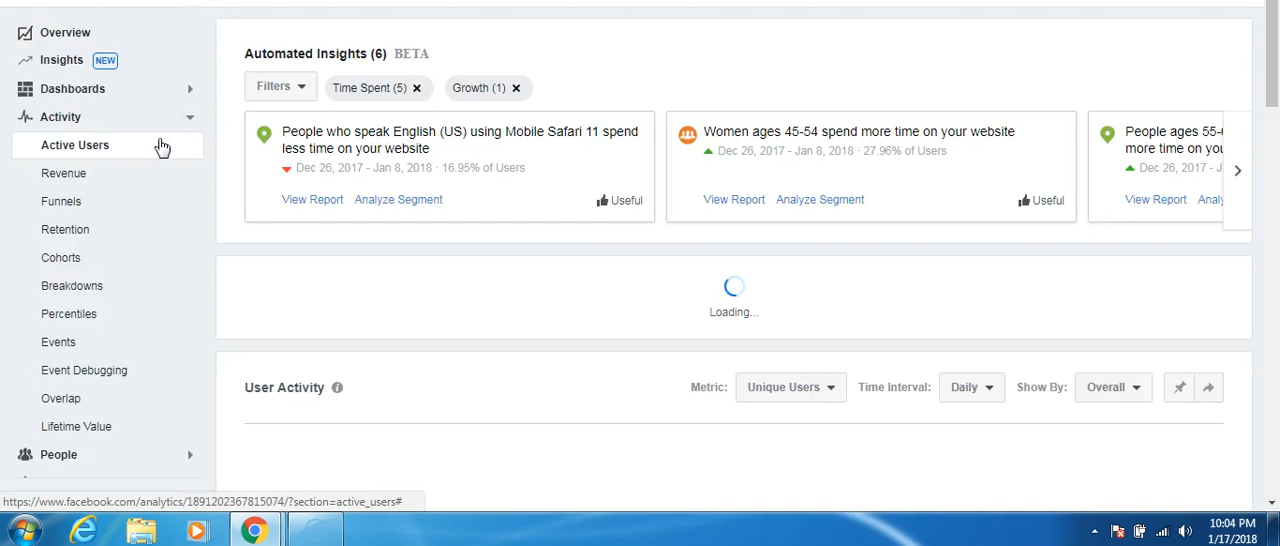 Overview
Insights NEW
Dashboards
Activity
Active Users
Revenue
Funnels
Retention
Cohorts
Breakdowns
Percentiles
Events
Event Debugging
Overlap
Lifetime Value
People
Automated Insights (6) BETA
Filters
Time Spent (5)
Growth (1)
People who speak English (US) using Mobile Safari 11 spend
less time on your website
Dec 26, 2017 - Jan 8, 2018 · 16.95% of Users
View Report Analyze Segment Useful
Women ages 45-54 spend more time on your website
Dec 26, 2017 - Jan 8, 2018 · 27.96% of Users
View Report Analyze Segment Useful
People ages 55-
more time on you
Dec 26, 2017 - J
View Report Analy
Loading...
User Activity
Metric: Unique Users Time Interval: Daily Show By: Overall
https://www.facebook.com/analytics/1891202367815074/?section=active_users#
10:04 PM
1/17/2018